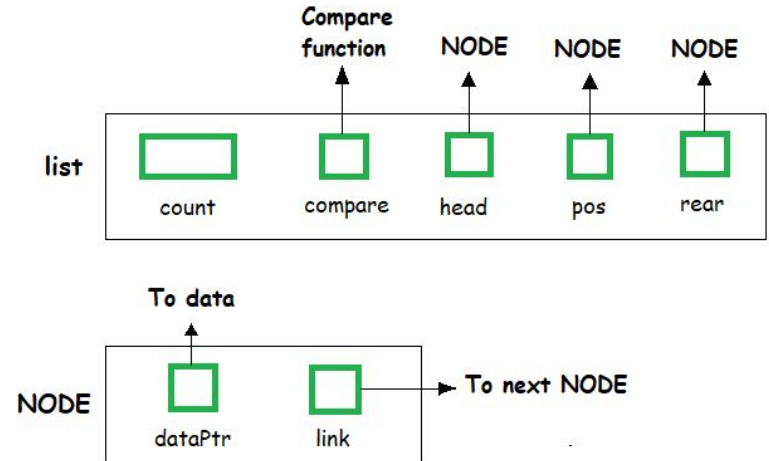 Compare
function
NODE
NODE
NODE
list
count
compare
head
pos
rear
To data
NODE
To next NODE
dataPtr
link